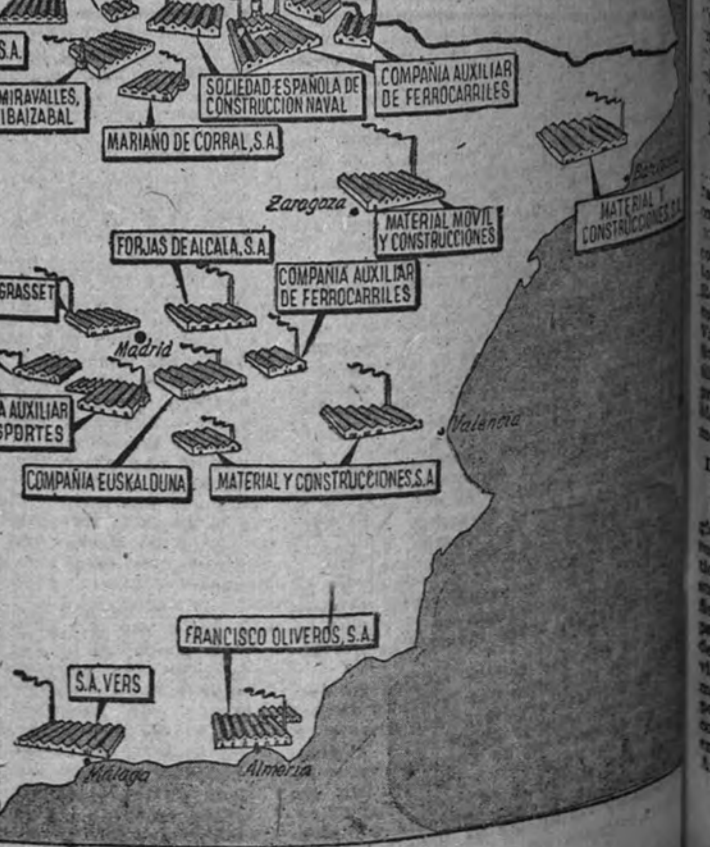 S.A.
MIRAVALLES,
IBAIZABAL
MARIANO DE CORRAL, S.A.
SOCIEDAD ESPAÑOLA DE
CONSTRUCCION NAVAL
COMPAÑIA AUXILIAR
DE FERROCARRILES
Zaragoza
MATERIAL MOVIL
Y CONSTRUCCIONES
MATERIAL Y
CONSTRUCCIONES, S.A.
FORJAS DE ALCALA, S.A.
COMPAÑIA AUXILIAR
DE FERROCARRILES
GRASSET
Madrid
A AUXILIAR
SPORTES
Valencia
COMPAÑIA EUSKALDUNA
MATERIAL Y CONSTRUCCIONES, S.A
FRANCISCO OLIVEROS, S.A.
S.A. VERS
Málaga
Almeria